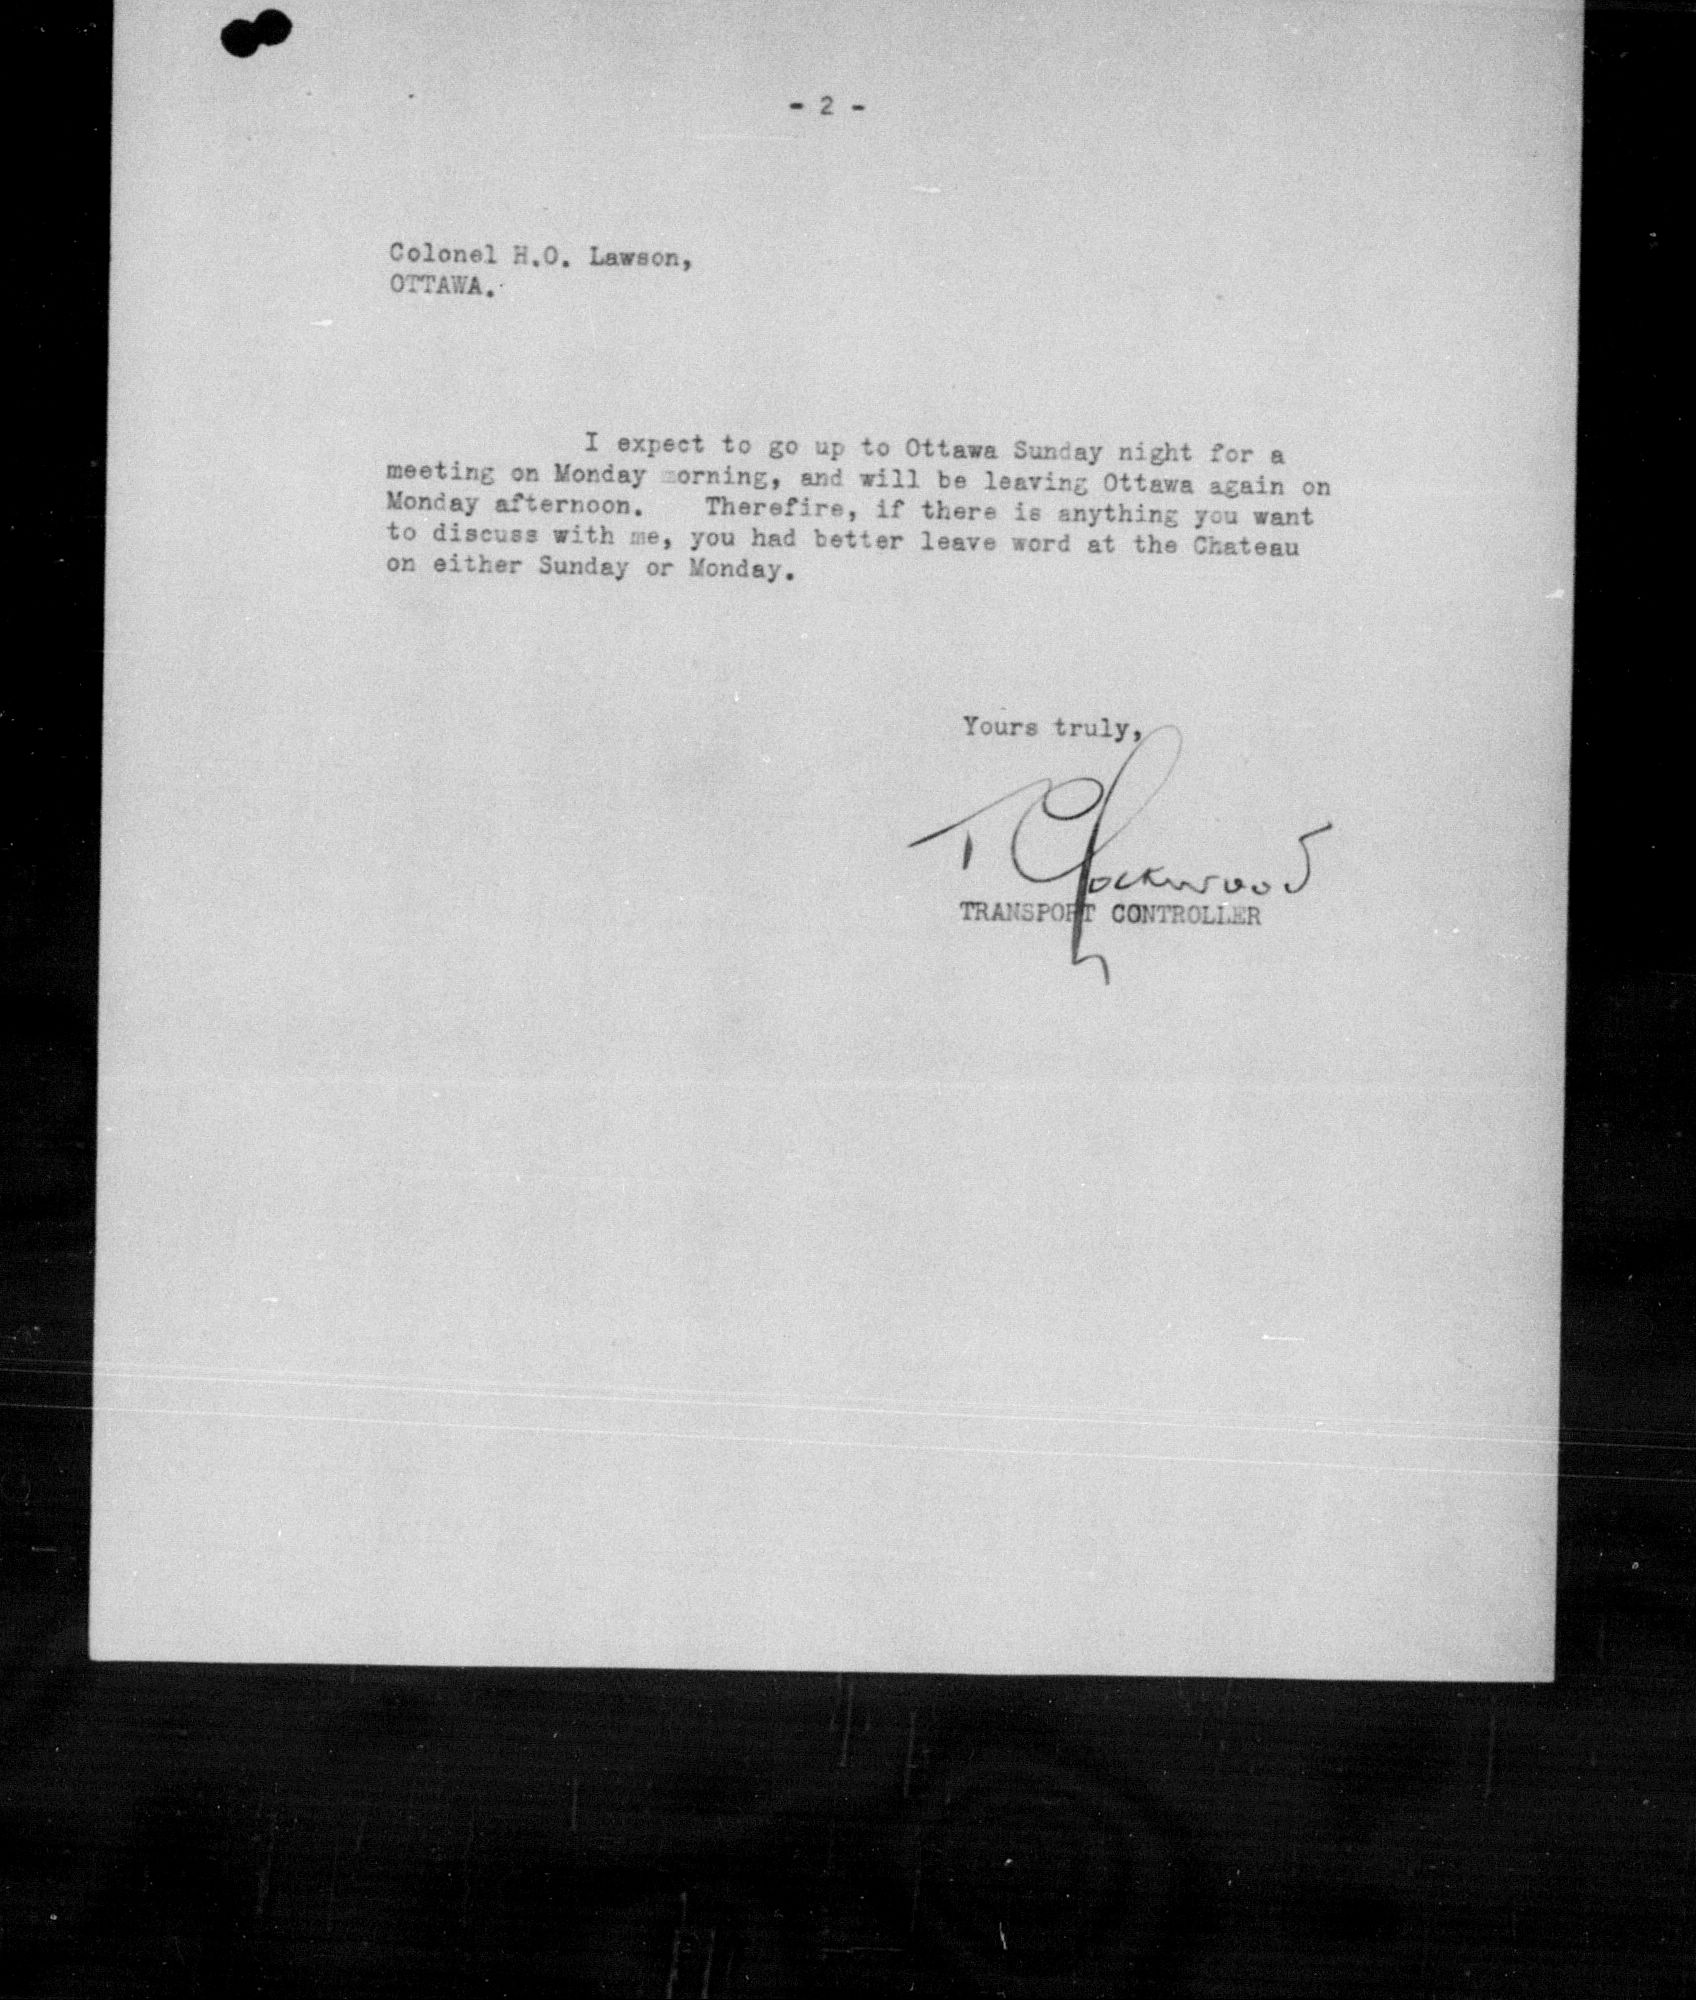 - 2 -
Colonel H.O. Lawson,
OTTAWA.
I expect to go up to Ottawa Sunday night for a
meeting on Monday morning, and will be leaving Ottawa again on
Monday afternoon. Therefire, if there is anything you want
to discuss with me, you had better leave word at the Chateau
on either Sunday or Monday.
Yours truly,
T C Lockwood
TRANSPORT CONTROLLER